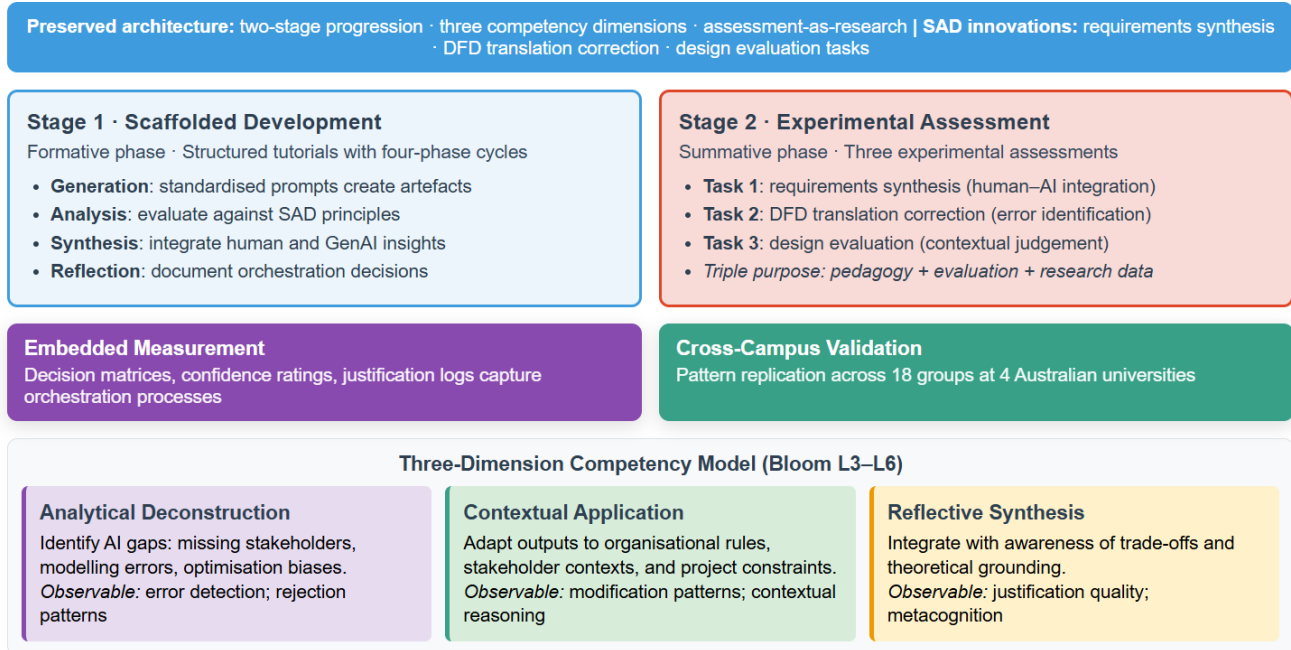 Preserved architecture: two-stage progression · three competency dimensions · assessment-as-research | SAD innovations: requirements synthesis
· DFD translation correction · design evaluation tasks
Stage 1 · Scaffolded Development
Formative phase · Structured tutorials with four-phase cycles
• Generation: standardised prompts create artefacts
• Analysis: evaluate against SAD principles
• Synthesis: integrate human and GenAI insights
• Reflection: document orchestration decisions
Stage 2 · Experimental Assessment
Summative phase · Three experimental assessments
• Task 1: requirements synthesis (human–AI integration)
• Task 2: DFD translation correction (error identification)
• Task 3: design evaluation (contextual judgement)
• Triple purpose: pedagogy + evaluation + research data
Embedded Measurement
Decision matrices, confidence ratings, justification logs capture
orchestration processes
Cross-Campus Validation
Pattern replication across 18 groups at 4 Australian universities
Three-Dimension Competency Model (Bloom L3–L6)
Analytical Deconstruction
Identify AI gaps: missing stakeholders,
modelling errors, optimisation biases.
Observable: error detection; rejection
patterns
Contextual Application
Adapt outputs to organisational rules,
stakeholder contexts, and project constraints.
Observable: modification patterns; contextual
reasoning
Reflective Synthesis
Integrate with awareness of trade-offs and
theoretical grounding.
Observable: justification quality;
metacognition